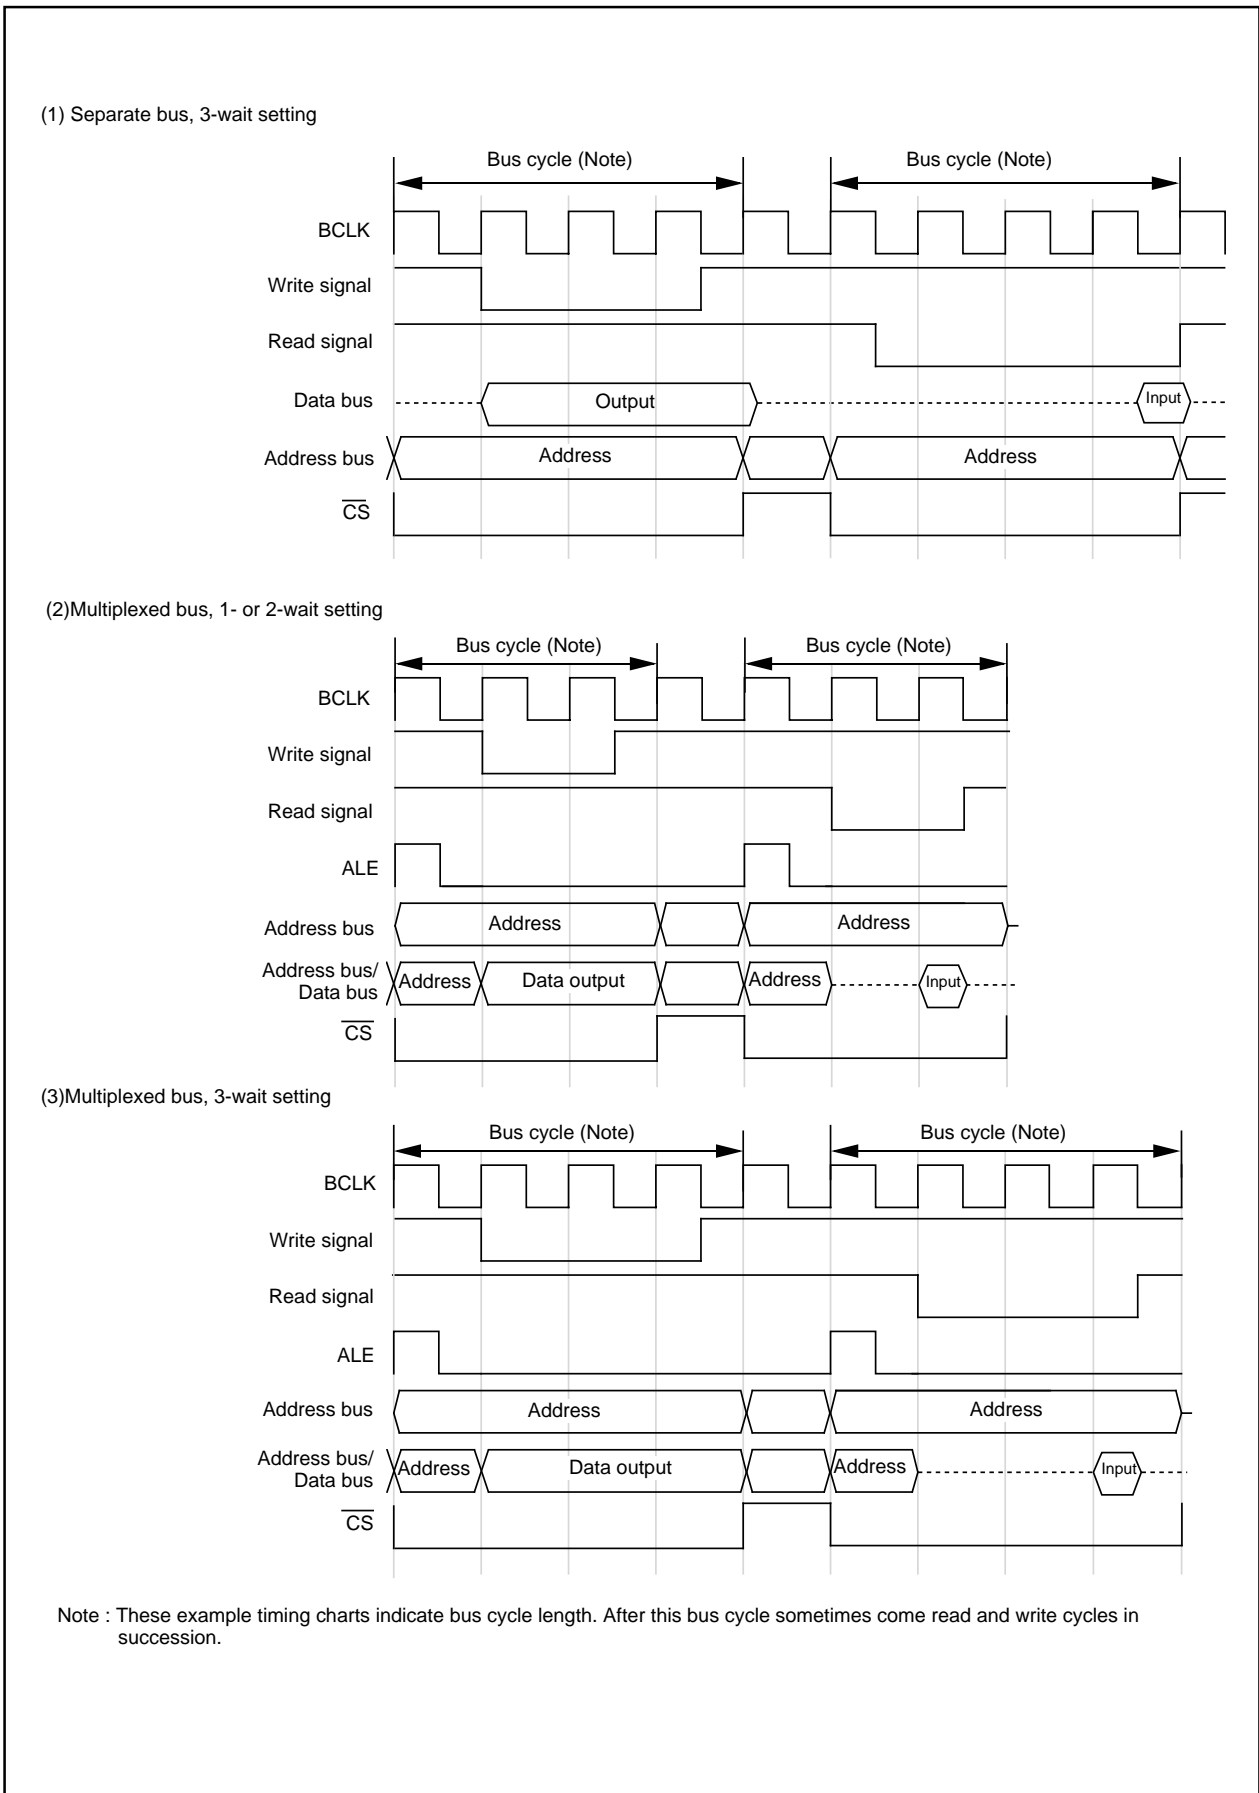 (1) Separate bus, 3-wait setting
Bus cycle (Note) Bus cycle (Note)
BCLK
Write signal
Read signal
Data bus Output Input
Address bus Address Address
CS
(2)Multiplexed bus, 1- or 2-wait setting
Bus cycle (Note) Bus cycle (Note)
BCLK
Write signal
Read signal
ALE
Address bus Address Address
Address bus/
Data bus Address Data output Address Input
CS
(3)Multiplexed bus, 3-wait setting
Bus cycle (Note) Bus cycle (Note)
BCLK
Write signal
Read signal
ALE
Address bus Address Address
Address bus/
Data bus Address Data output Address Input
CS
Note : These example timing charts indicate bus cycle length. After this bus cycle sometimes come read and write cycles in
succession.